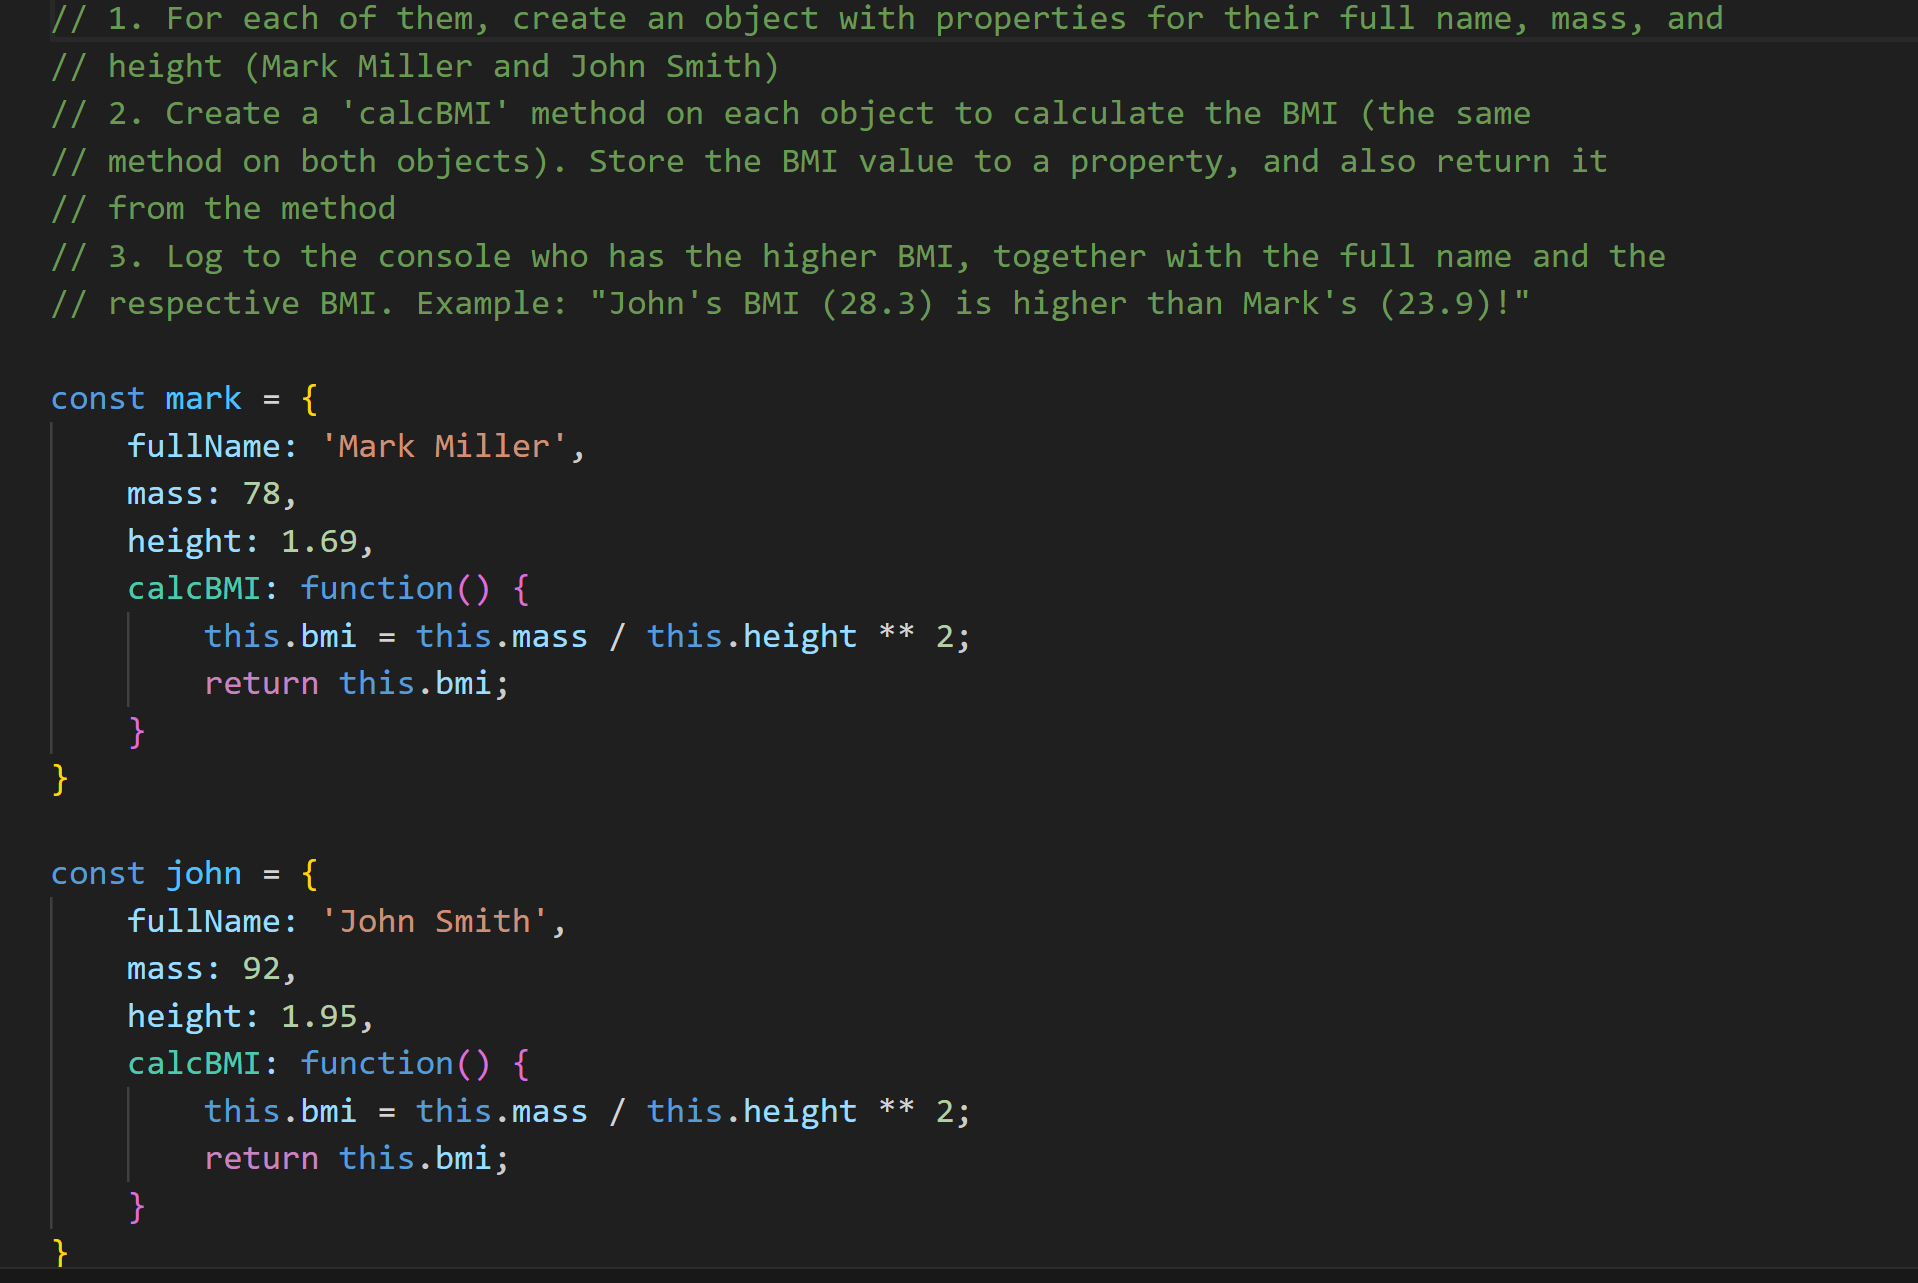 // 1. For each of them, create an object with properties for their full name, mass, and
// height (Mark Miller and John Smith)
// 2. Create a 'calcBMI' method on each object to calculate the BMI (the same
// method on both objects). Store the BMI value to a property, and also return it
// from the method
// 3. Log to the console who has the higher BMI, together with the full name and the
// respective BMI. Example: "John's BMI (28.3) is higher than Mark's (23.9)!"
const mark = {
    fullName: 'Mark Miller',
    mass: 78,
    height: 1.69,
    calcBMI: function() {
        this.bmi = this.mass / this.height ** 2;
        return this.bmi;
    }
}
const john = {
    fullName: 'John Smith',
    mass: 92,
    height: 1.95,
    calcBMI: function() {
        this.bmi = this.mass / this.height ** 2;
        return this.bmi;
    }
}